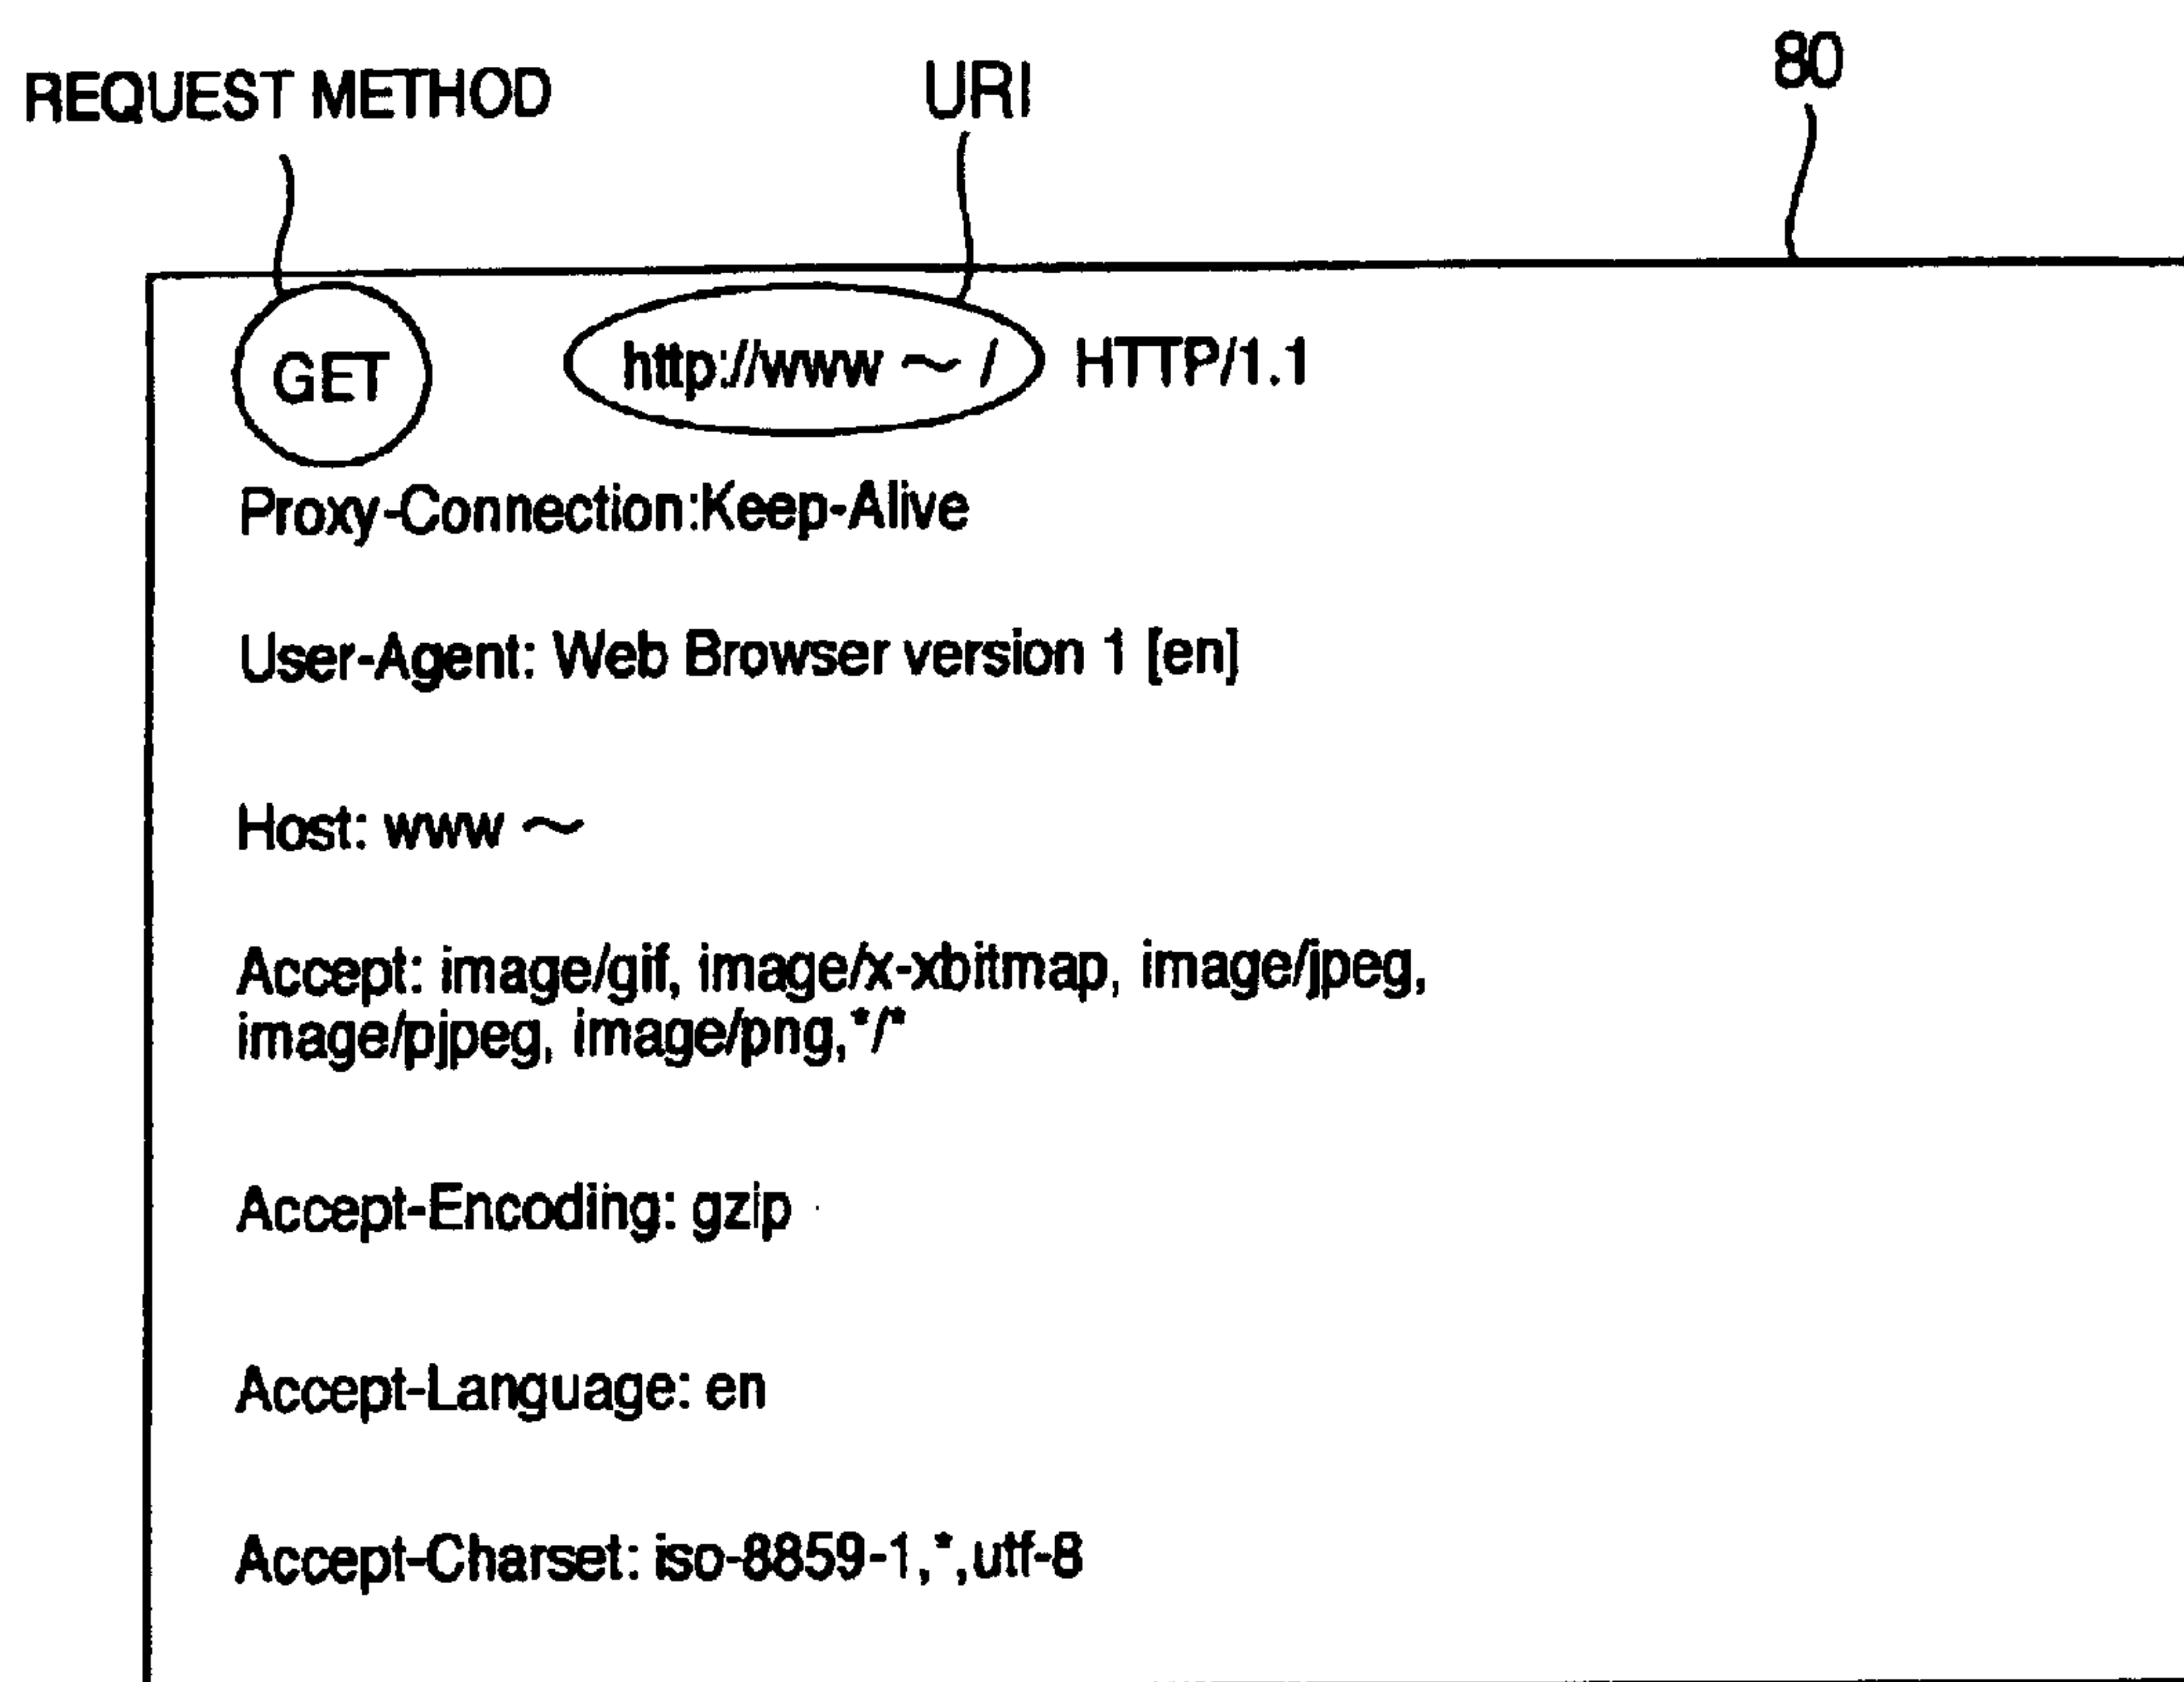 REQUEST METHOD URI 80
GET http://www ~ / HTTP/1.1
Proxy-Connection:Keep-Alive
User-Agent: Web Browser version 1 [en]
Host: www ~
Accept: image/gif, image/x-xbitmap, image/jpeg,
image/pjpeg, image/png,*/*
Accept-Encoding: gzip
Accept-Language: en
Accept-Charset: iso-8859-1,*,utf-8